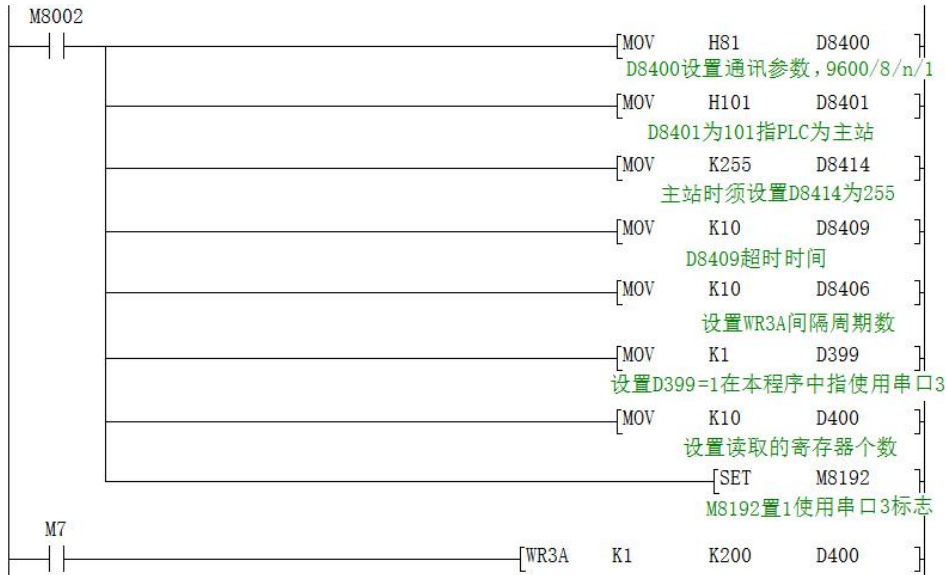 M8002
MOV H81 D8400
D8400设置通讯参数，9600/8/n/1
MOV H101 D8401
D8401为101指PLC为主站
MOV K255 D8414
主站时须设置D8414为255
MOV K10 D8409
D8409超时时间
MOV K10 D8406
设置WR3A间隔周期数
MOV K1 D399
设置D399=1在本程序中指使用串口3
MOV K10 D400
设置读取的寄存器个数
SET M8192
M8192置1使用串口3标志
M7
WR3A K1 K200 D400